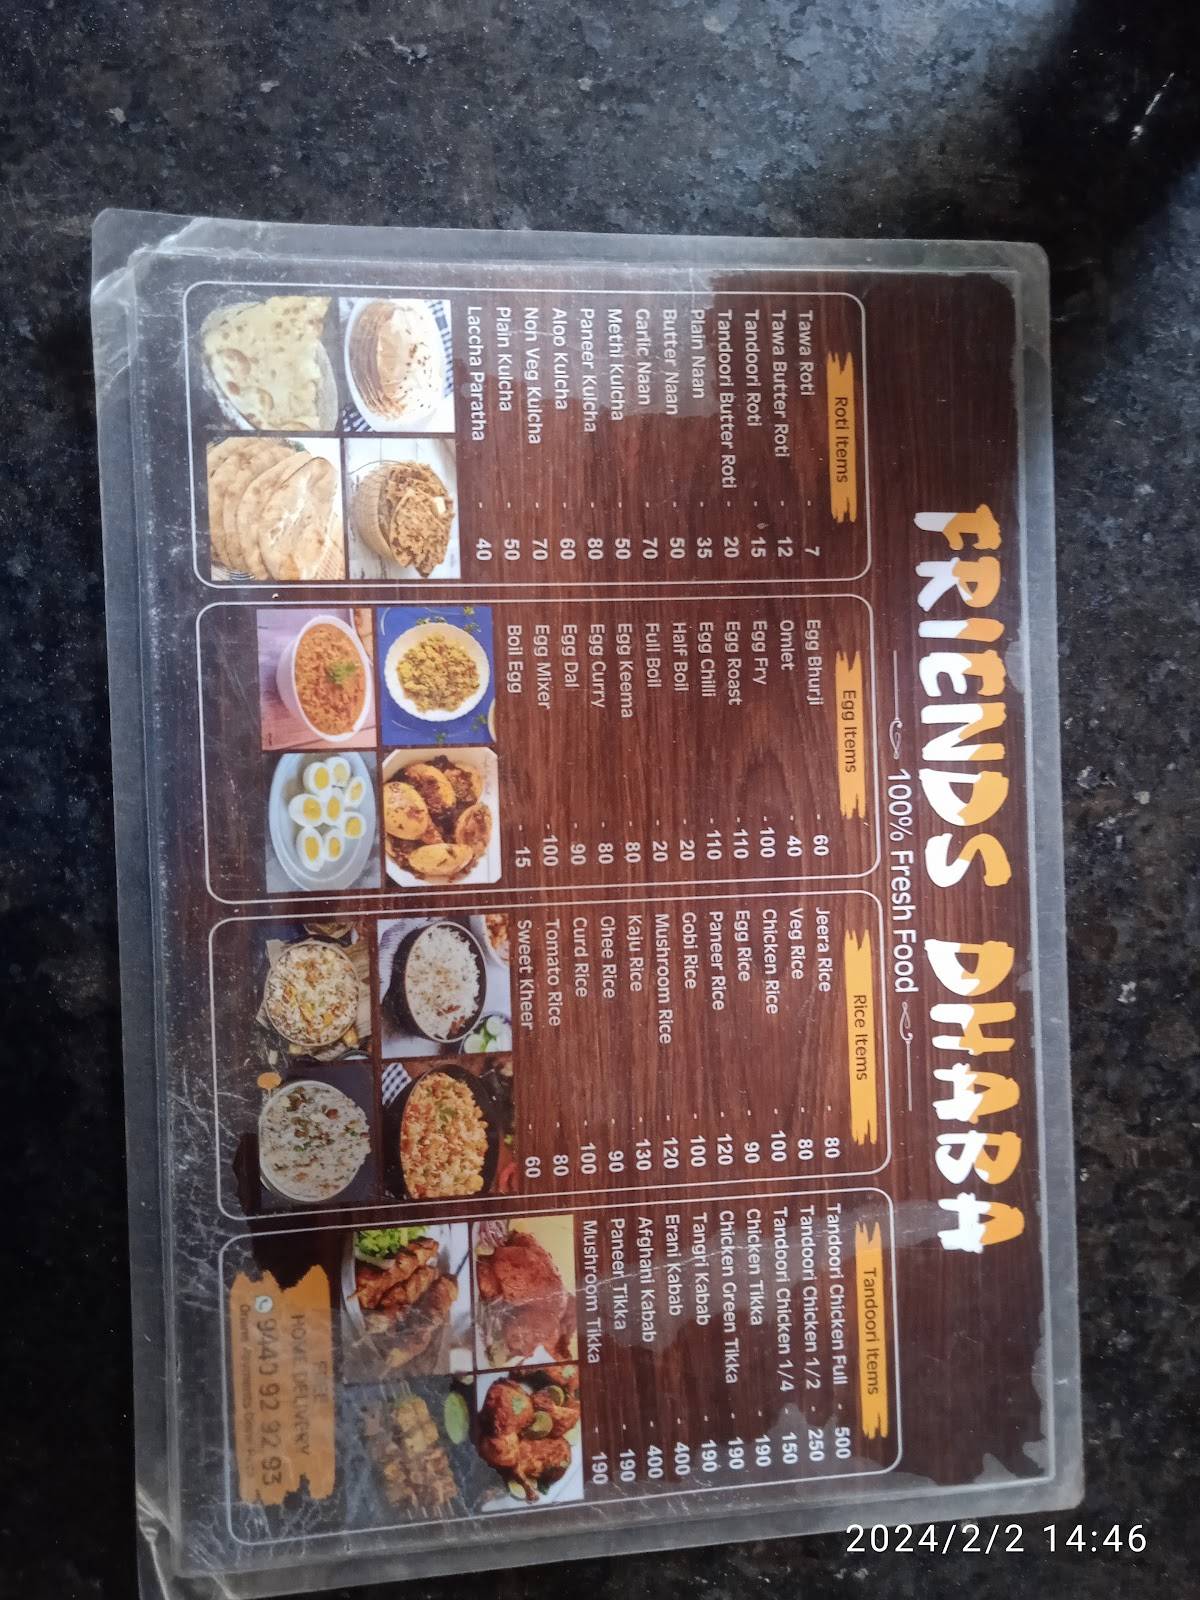 FRIENDS DHABA
100% Fresh Food
Roti Items
Tawa Roti - 7
Tawa Butter Roti - 12
Tandoori Roti - 15
Tandoori Butter Roti - 20
Plain Naan - 35
Butter Naan - 50
Garlic Naan - 70
Methi Kulcha - 50
Paneer Kulcha - 80
Aloo Kulcha - 60
Non Veg Kulcha - 70
Plain Kulcha - 50
Laccha Paratha - 40
Egg Items
Egg Bhurji - 60
Omlet - 40
Egg Fry - 100
Egg Roast - 110
Egg Chilli - 110
Half Boil - 20
Full Boil - 20
Egg Keema - 80
Egg Curry - 80
Egg Dal - 90
Egg Mixer - 100
Boil Egg - 15
Rice Items
Jeera Rice - 80
Veg Rice - 80
Chicken Rice - 100
Egg Rice - 90
Paneer Rice - 120
Gobi Rice - 100
Mushroom Rice - 120
Kaju Rice - 130
Ghee Rice - 90
Curd Rice - 100
Tomato Rice - 80
Sweet Kheer - 60
Tandoori Items
Tandoori Chicken Full - 500
Tandoori Chicken 1/2 - 250
Tandoori Chicken 1/4 - 150
Chicken Tikka - 190
Chicken Green Tikka - 190
Tangri Kabab - 190
Erani Kabab - 400
Afghani Kabab - 400
Paneer Tikka - 190
Mushroom Tikka - 190
HOME DELIVERY
92 92 93
2024/2/2 14:46